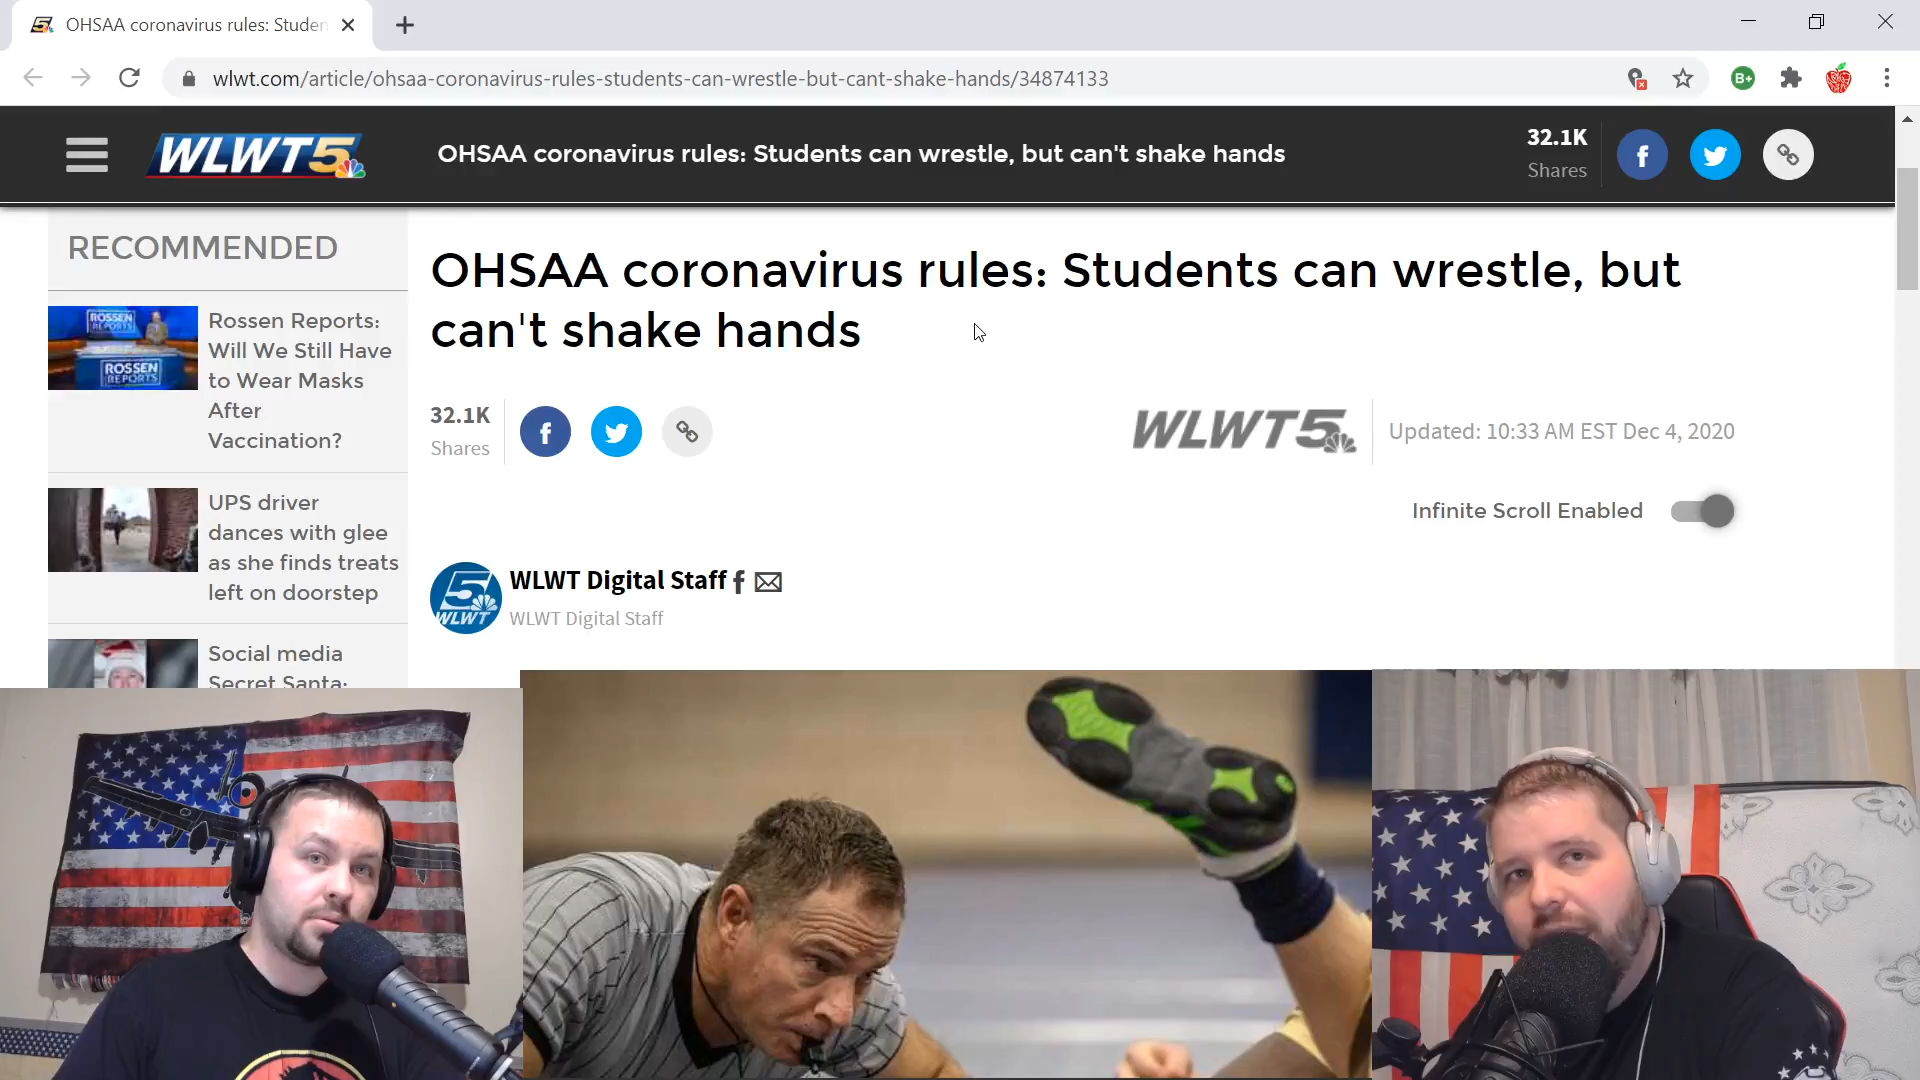 OHSAA coronavirus rules: Studen
wlwt.com/article/ohsaa-coronavirus-rules-students-can-wrestle-but-cant-shake-hands/34874133
B+
WLWT5
OHSAA coronavirus rules: Students can wrestle, but can't shake hands
32.1K
Shares
RECOMMENDED
ROSSEN
REPORTS
ROSSEN
REPORTS
Rossen Reports:
Will We Still Have
to Wear Masks
After
Vaccination?
UPS driver
dances with glee
as she finds treats
left on doorstep
Social media
Secret Santa:
OHSAA coronavirus rules: Students can wrestle, but
can't shake hands
32.1K
Shares
WLWT5
Updated: 10:33 AM EST Dec 4, 2020
Infinite Scroll Enabled
5
WLWT
WLWT Digital Staff
WLWT Digital Staff